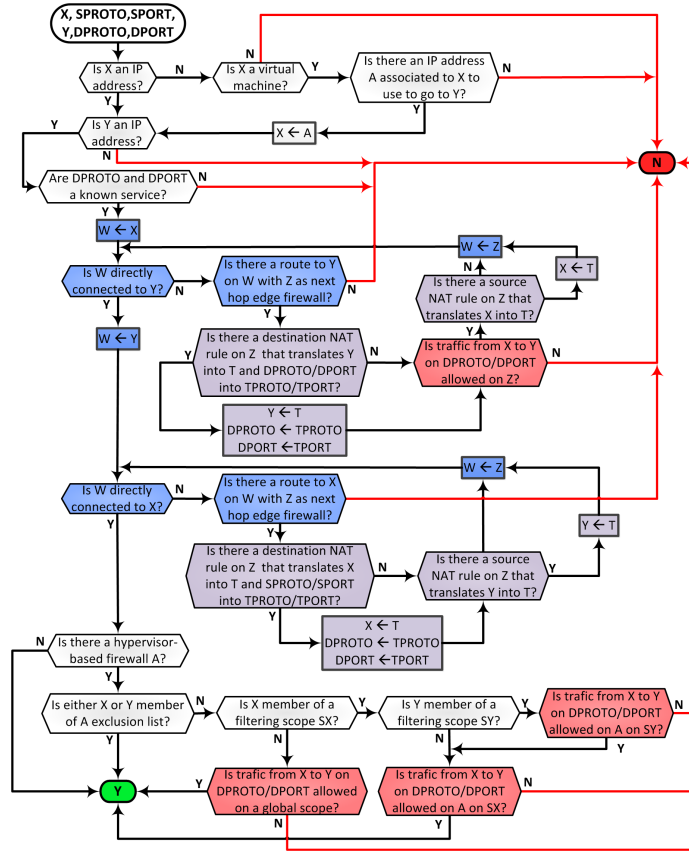 X, SPROTO,SPORT,
Y,DPROTO,DPORT
N
Is X an IP
address?
N
Is X a virtual
machine?
Y
Is there an IP address
A associated to X to
use to go to Y?
N
Y
Y
Y
Is Y an IP
address?
X ← A
N
N
Are DPROTO and DPORT
a known service?
N
Y
W ← X
W ← Z
Is W directly
connected to Y?
N
Is there a route to Y
on W with Z as next
hop edge firewall?
N
N
X ← T
Is there a source
NAT rule on Z that
translates X into T?
Y
Y
W ← Y
Y
Is there a destination NAT
rule on Z that translates Y
into T and DPROTO/DPORT
into TPROTO/TPORT?
N
Y
Is traffic from X to Y
on DPROTO/DPORT
allowed on Z?
N
Y ← T
DPROTO ← TPROTO
DPORT ←TPORT
W ← Z
Is W directly
connected to X?
N
Is there a route to X
on W with Z as next
hop edge firewall?
Y
Y
Y ← T
Is there a destination NAT
rule on Z that translates X
into T and SPROTO/SPORT
into TPROTO/TPORT?
N
Is there a source
NAT rule on Z that
translates Y into T?
Y
Y
X ← T
DPROTO ← TPROTO
DPORT ←TPORT
N
Is there a hypervisor-
based firewall A?
Y
Is either X or Y member
of A exclusion list?
N
Is X member of a
filtering scope SX?
Y
Is Y member of a
filtering scope SY?
Y
Is trafic from X to Y
on DPROTO/DPORT
allowed on A on SY?
Y
N
N
Y
Y
Y
Is trafic from X to Y on
DPROTO/DPORT allowed
on a global scope?
Is trafic from X to Y
on DPROTO/DPORT
allowed on A on SX?
N
N
Y